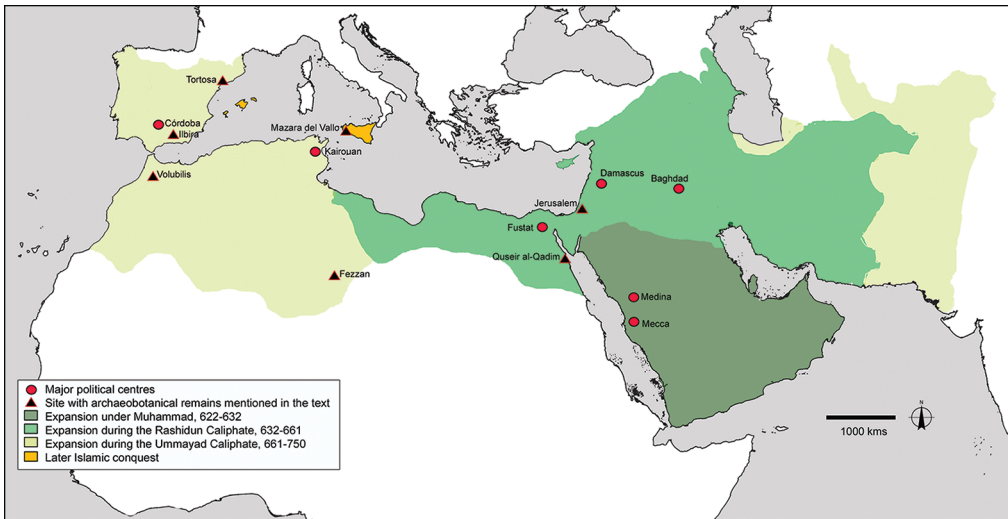 Tortosa
Córdoba
Ilbira
Mazara del Vallo
Kairouan
Volubilis
Damascus
Baghdad
Jerusalem
Fustat
Quseir al-Qadim
Fezzan
Medina
Mecca
Major political centres
Site with archaeobotanical remains mentioned in the text
Expansion under Muhammad, 622-632
Expansion during the Rashidun Caliphate, 632-661
Expansion during the Ummayad Caliphate, 661-750
Later Islamic conquest
N
1000 kms